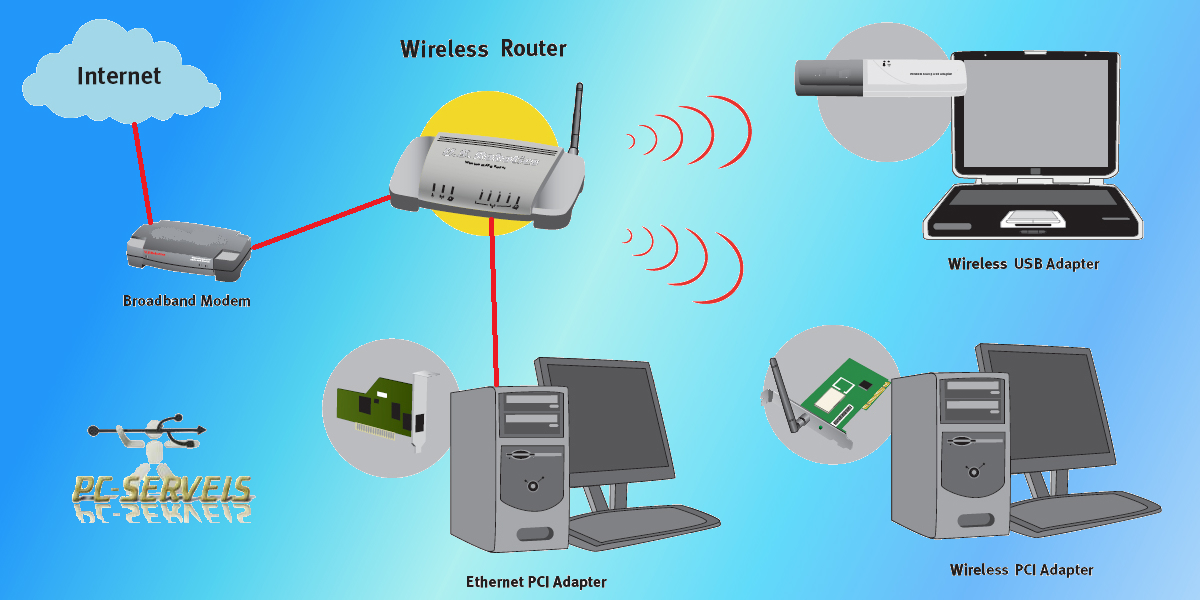 Internet
Wireless Router
Broadband Modem
Wireless USB Adapter
PC-SERVEIS
Ethernet PCI Adapter
Wireless PCI Adapter